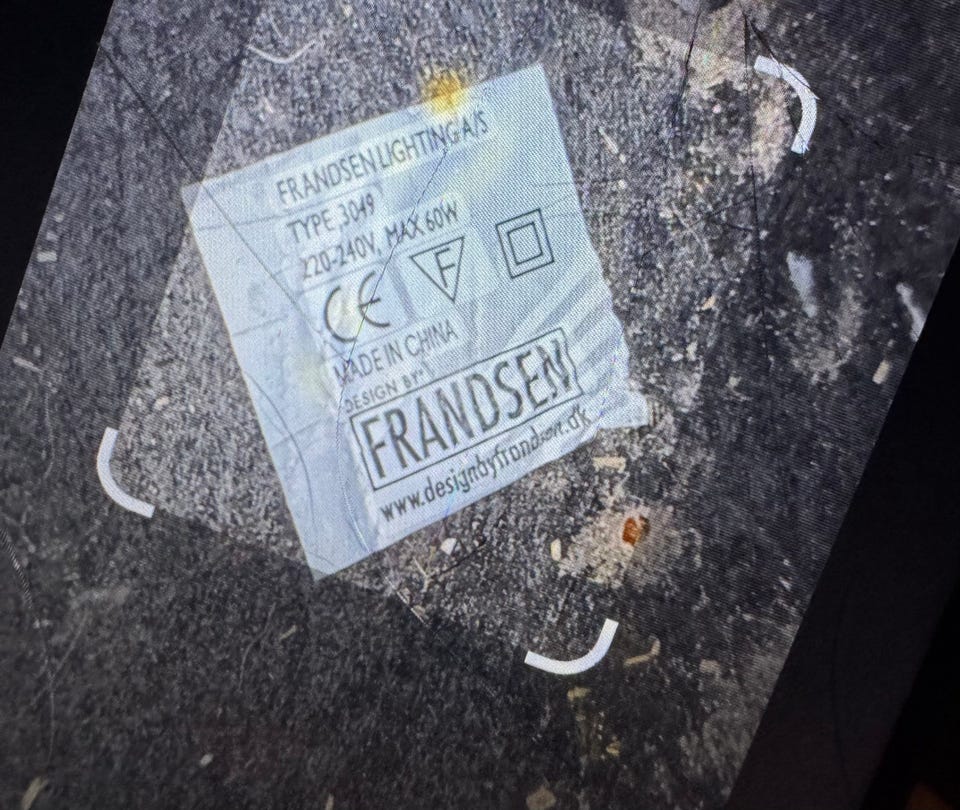 FRANDSEN LIGHTING A/S
TYPE 3049
220-240V, MAX 60W
CE F
MADE IN CHINA
DESIGN BY
FRANDSEN
www.designbyfrandsen.dk